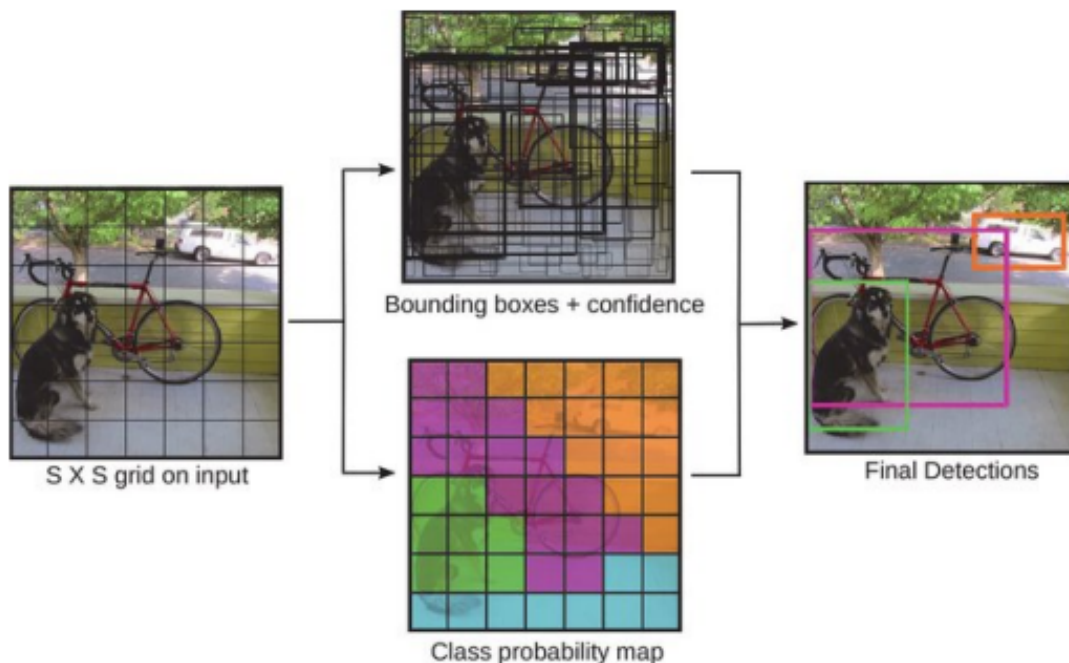 S X S grid on input
Bounding boxes + confidence
Class probability map
Final Detections